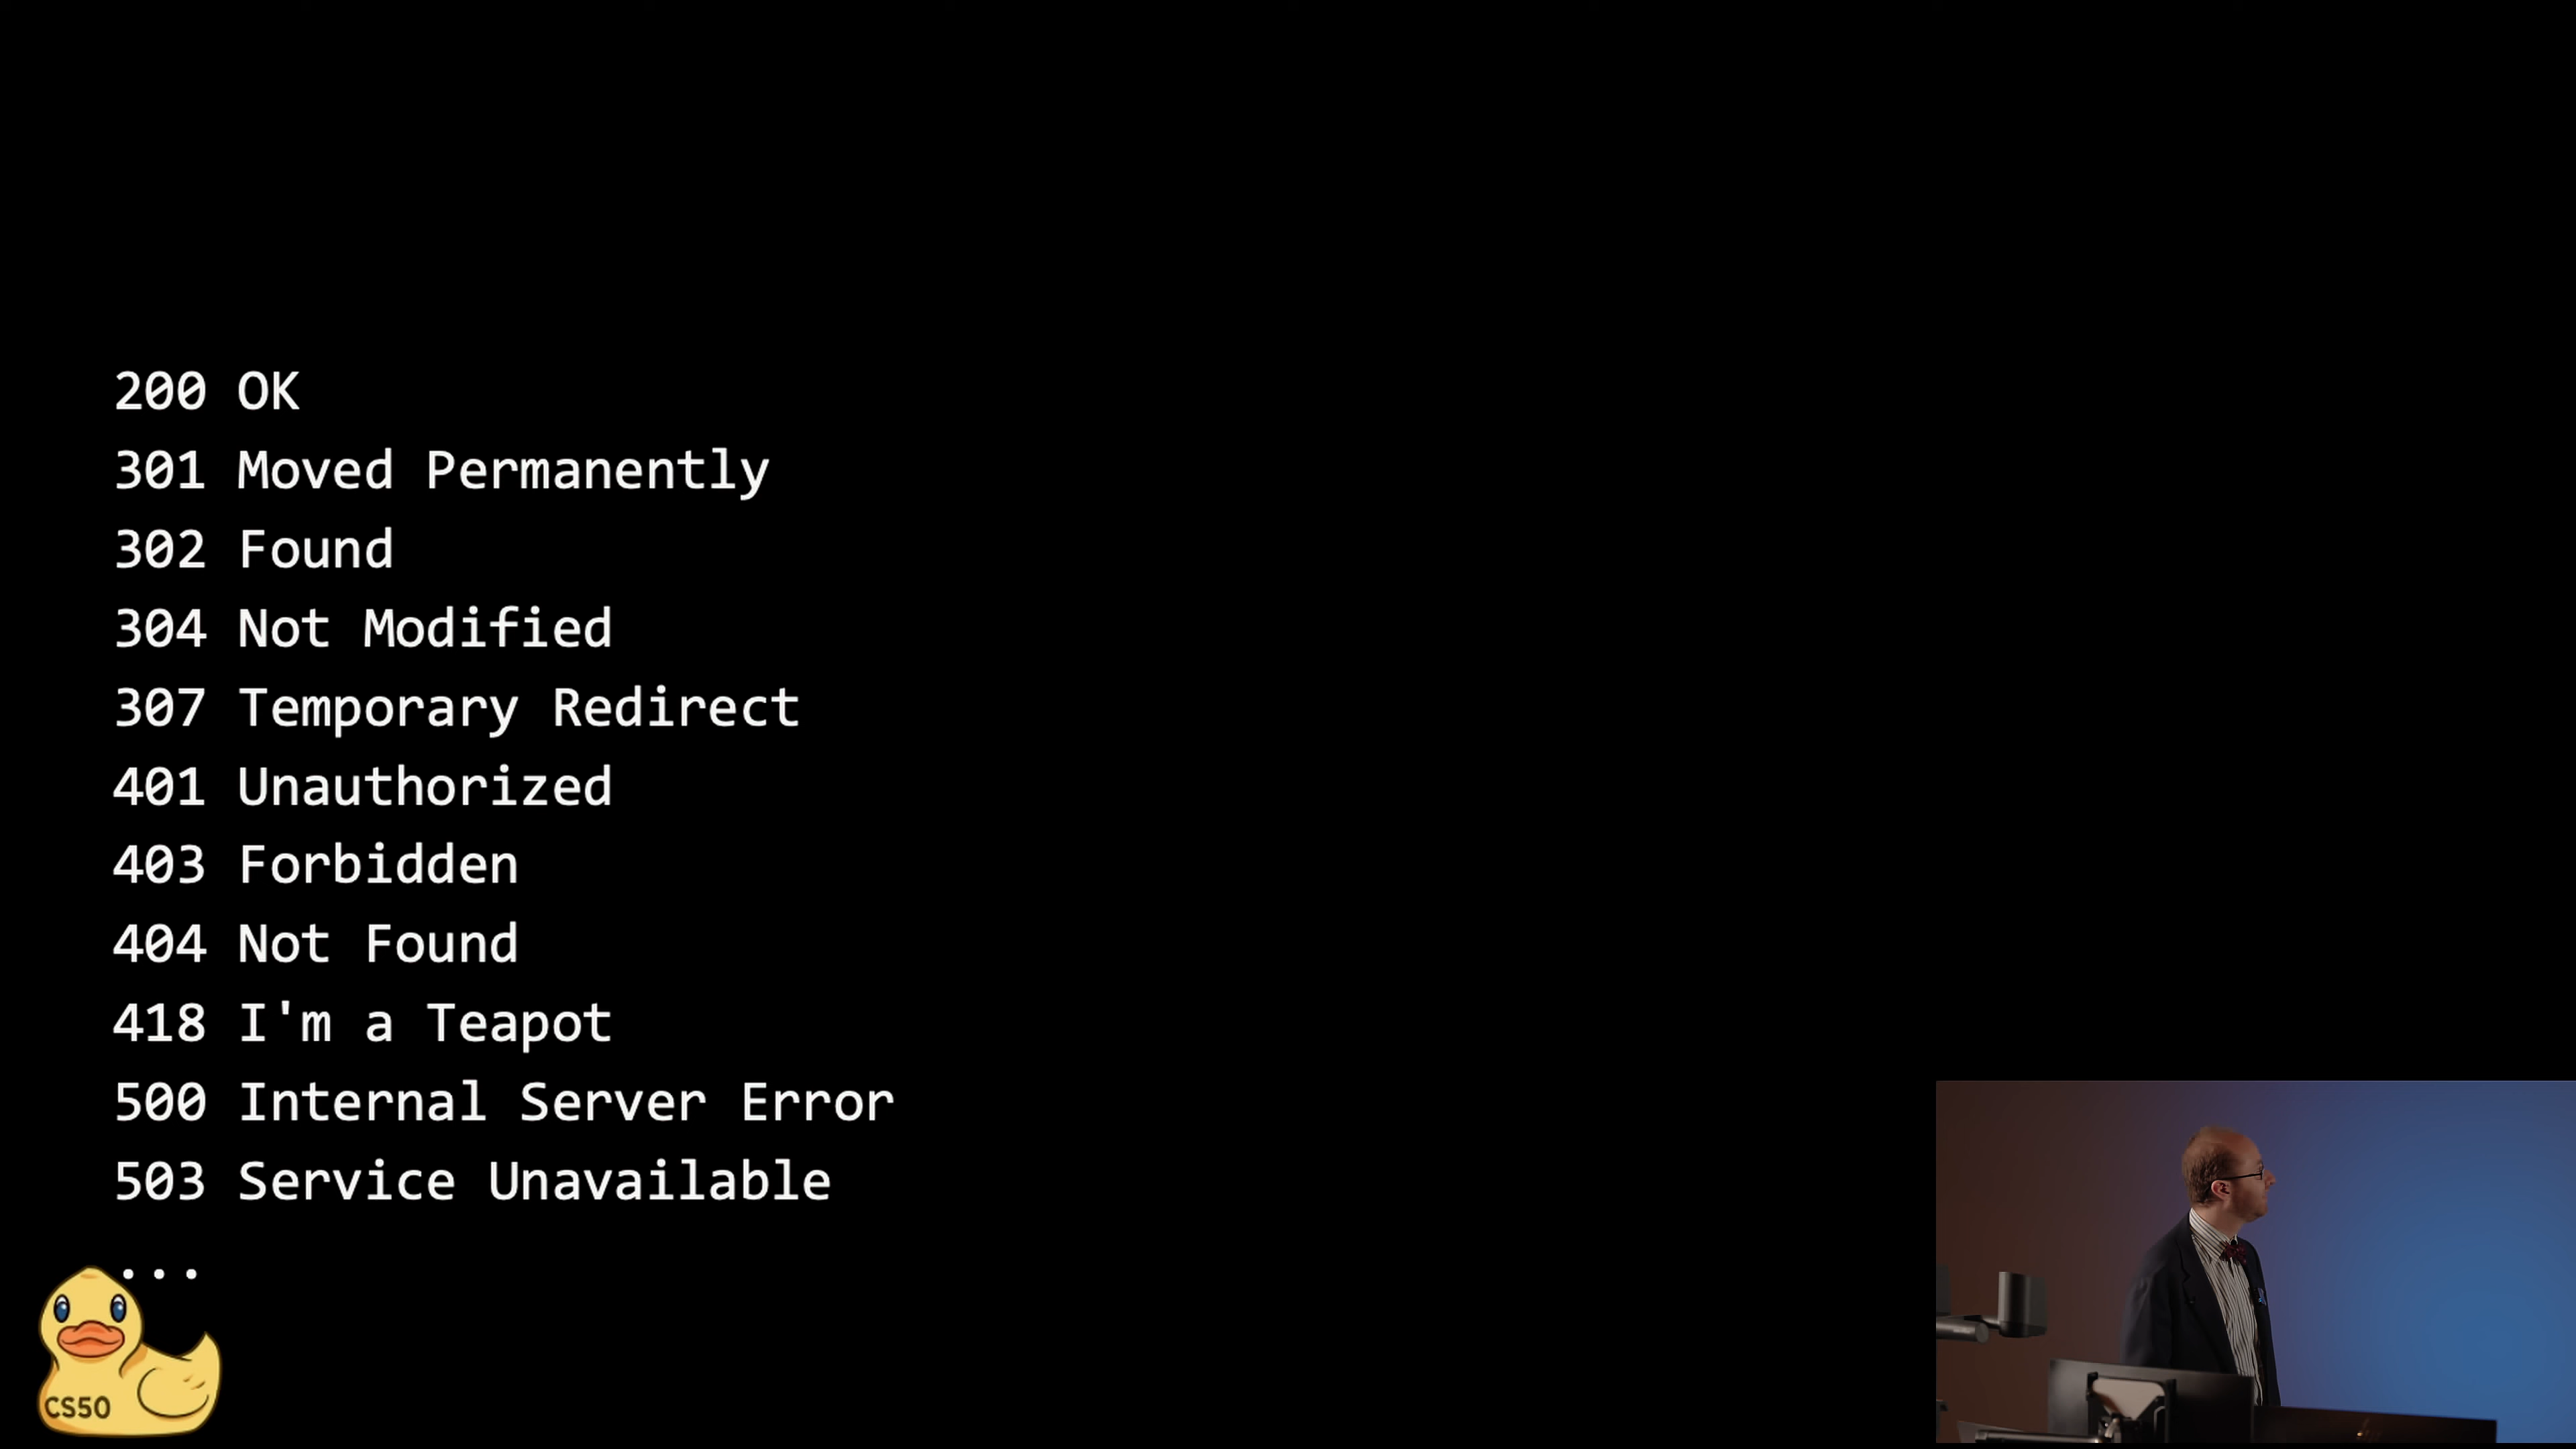 200 OK
301 Moved Permanently
302 Found
304 Not Modified
307 Temporary Redirect
401 Unauthorized
403 Forbidden
404 Not Found
418 I'm a Teapot
500 Internal Server Error
503 Service Unavailable
...
CS50